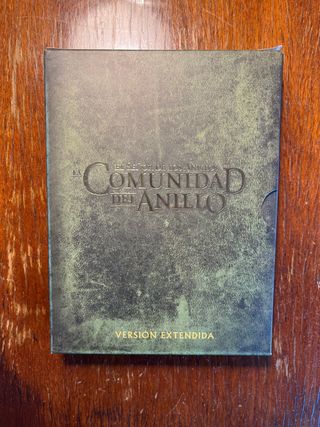 EL SEÑOR DE LOS ANILLOS
LA COMUNIDAD
DEL ANILLO
VERSIÓN EXTENDIDA